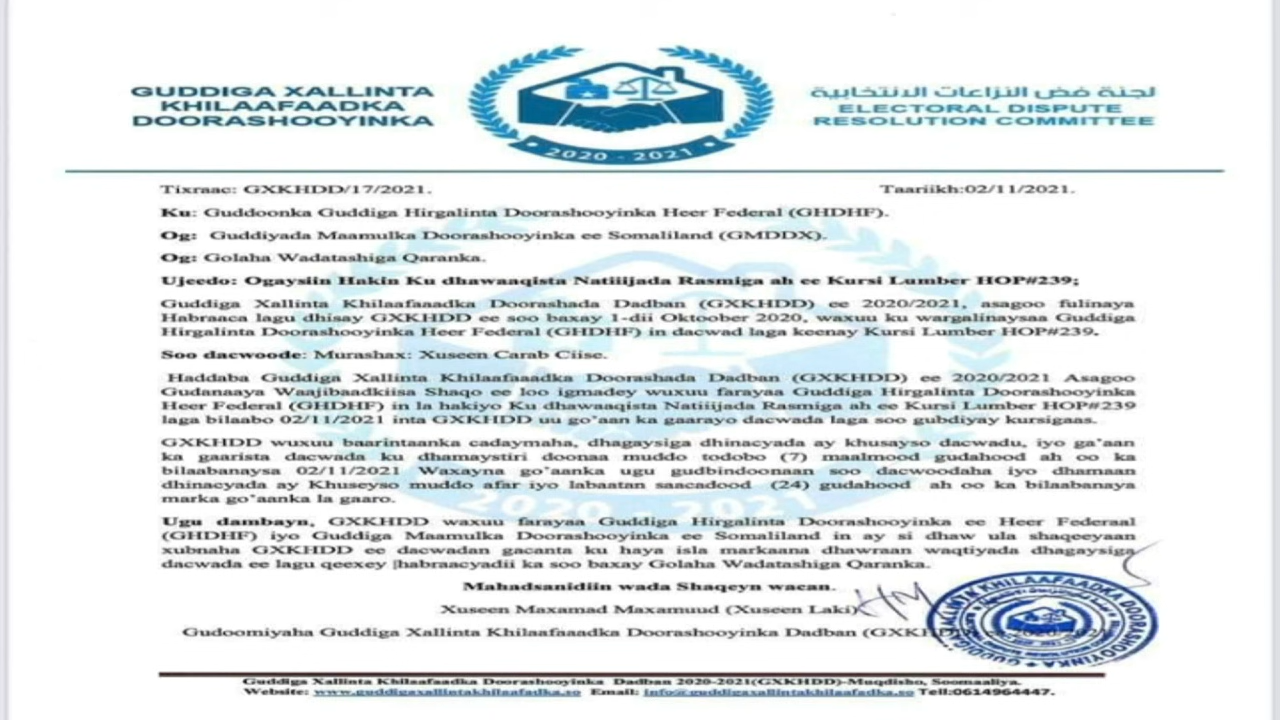 GUDDIGA XALLINTA
KHILAAFAADKA
DOORASHOOYINKA
2020 - 2021
لجنة فض النزاعات الانتخابية
ELECTORAL DISPUTE
RESOLUTION COMMITTEE
Tixraac: GXKHDD/17/2021. Taariikh:02/11/2021.
Ku: Guddoonka Guddiga Hirgalinta Doorashooyinka Heer Federal (GHDHF).
Og: Guddiyada Maamulka Doorashooyinka ee Somaliland (GMDDX).
Og: Golaha Wadatashiga Qaranka.
Ujeedo: Ogaysiin Hakin Ku dhawaaqista Natiiijada Rasmiga ah ee Kursi Lumber HOP#239;
Guddiga Xallinta Khilaafaaadka Doorashada Dadban (GXKHDD) ee 2020/2021, asagoo fulinaya
Habraaca lagu dhisay GXKHDD ee soo baxay 1-dii Oktoober 2020, waxuu ku wargalinaysaa Guddiga
Hirgalinta Doorashooyinka Heer Federal (GHDHF) in dacwad laga keenay Kursi Lumber HOP#239.
Soo dacwoode: Murashax: Xuseen Carab Ciise.
Haddaba Guddiga Xallinta Khilaafaaadka Doorashada Dadban (GXKHDD) ee 2020/2021 Asagoo
Gudanaaya Waajibaadkiisa Shaqo ee loo igmadey wuxuu farayaa Guddiga Hirgalinta Doorashooyinka
Heer Federal (GHDHF) in la hakiyo Ku dhawaaqista Natiiijada Rasmiga ah ee Kursi Lumber HOP#239
laga bilaabo 02/11/2021 inta GXKHDD uu go'aan ka gaarayo dacwada laga soo gubdiyay kursigaas.
GXKHDD wuxuu baarintaanka cadaymaha, dhagaysiga dhinacyada ay khusayso dacwadu, iyo ga'aan
ka gaarista dacwada ku dhamaystiri doonaa muddo todobo (7) maalmood gudahood ah oo ka
bilaabanaysa 02/11/2021 Waxayna go'aanka ugu gudbindoonaan soo dacwoodaha iyo dhamaan
dhinacyada ay Khuseyso muddo afar iyo labaatan saacadood (24) gudahood ah oo ka bilaabanaya
marka go'aanka la gaaro.
Ugu dambayn, GXKHDD waxuu farayaa Guddiga Hirgalinta Doorashooyinka ee Heer Federaal
(GHDHF) iyo Guddiga Maamulka Doorashooyinka ee Somaliland in ay si dhaw ula shaqeeyaan
xubnaha GXKHDD ee dacwadan gacanta ku haya isla markaana dhawraan waqtiyada dhagaysiga
dacwada ee lagu qeexey habraacyadii ka soo baxay Golaha Wadatashiga Qaranka.
Mahadsanidiin wada Shaqeyn wacan.
Xuseen Maxamad Maxamuud (Xuseen Laki)
Gudoomiyaha Guddiga Xallinta Khilaafaaadka Doorashooyinka Dadban
GUDDIGA XALLINTA KHILAAFAADKA DOORASHOOYINKA
Guddiga Xallinta Khilaafaaadka Doorashooyinka Dadban 2020-2021(GXKHDD)-Muqdisho, Soomaaliya.
Website: www.guddigaxallintakhilaafadka.so Email: info@guddigaxallintakhilaafadka.so Tell:0614964447.